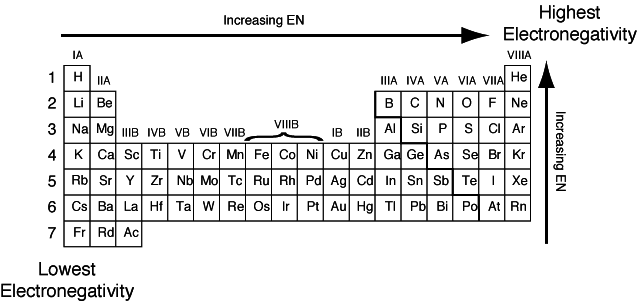 Increasing EN
Highest
Electronegativity
IA
VIIIA
1 H He
IIA IIIA IVA VA VIA VIIA
2 Li Be B C N O F Ne
3 Na Mg Al Si P S Cl Ar
IIIB IVB VB VIB VIIB VIIIB IB IIB
4 K Ca Sc Ti V Cr Mn Fe Co Ni Cu Zn Ga Ge As Se Br Kr
5 Rb Sr Y Zr Nb Mo Tc Ru Rh Pd Ag Cd In Sn Sb Te I Xe
6 Cs Ba La Hf Ta W Re Os Ir Pt Au Hg Tl Pb Bi Po At Rn
7 Fr Rd Ac
Increasing EN
Lowest
Electronegativity